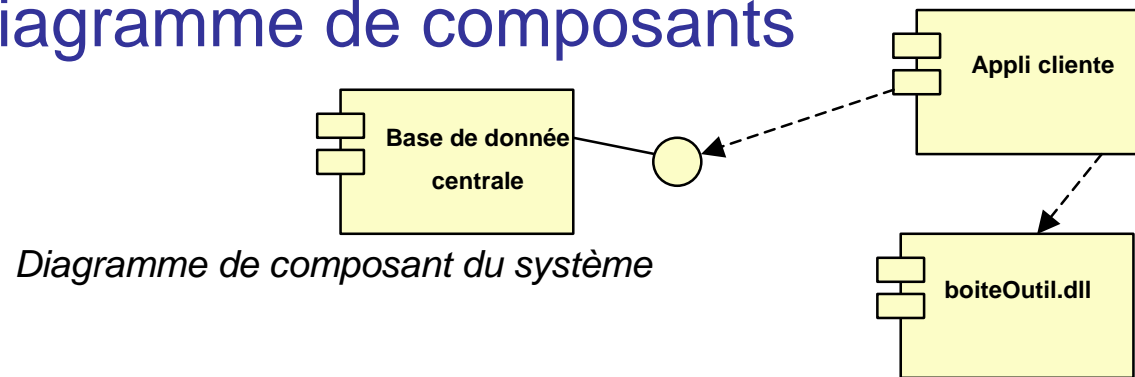 iagramme de composants
Appli cliente
Base de donnée
centrale
Diagramme de composant du système
boiteOutil.dll